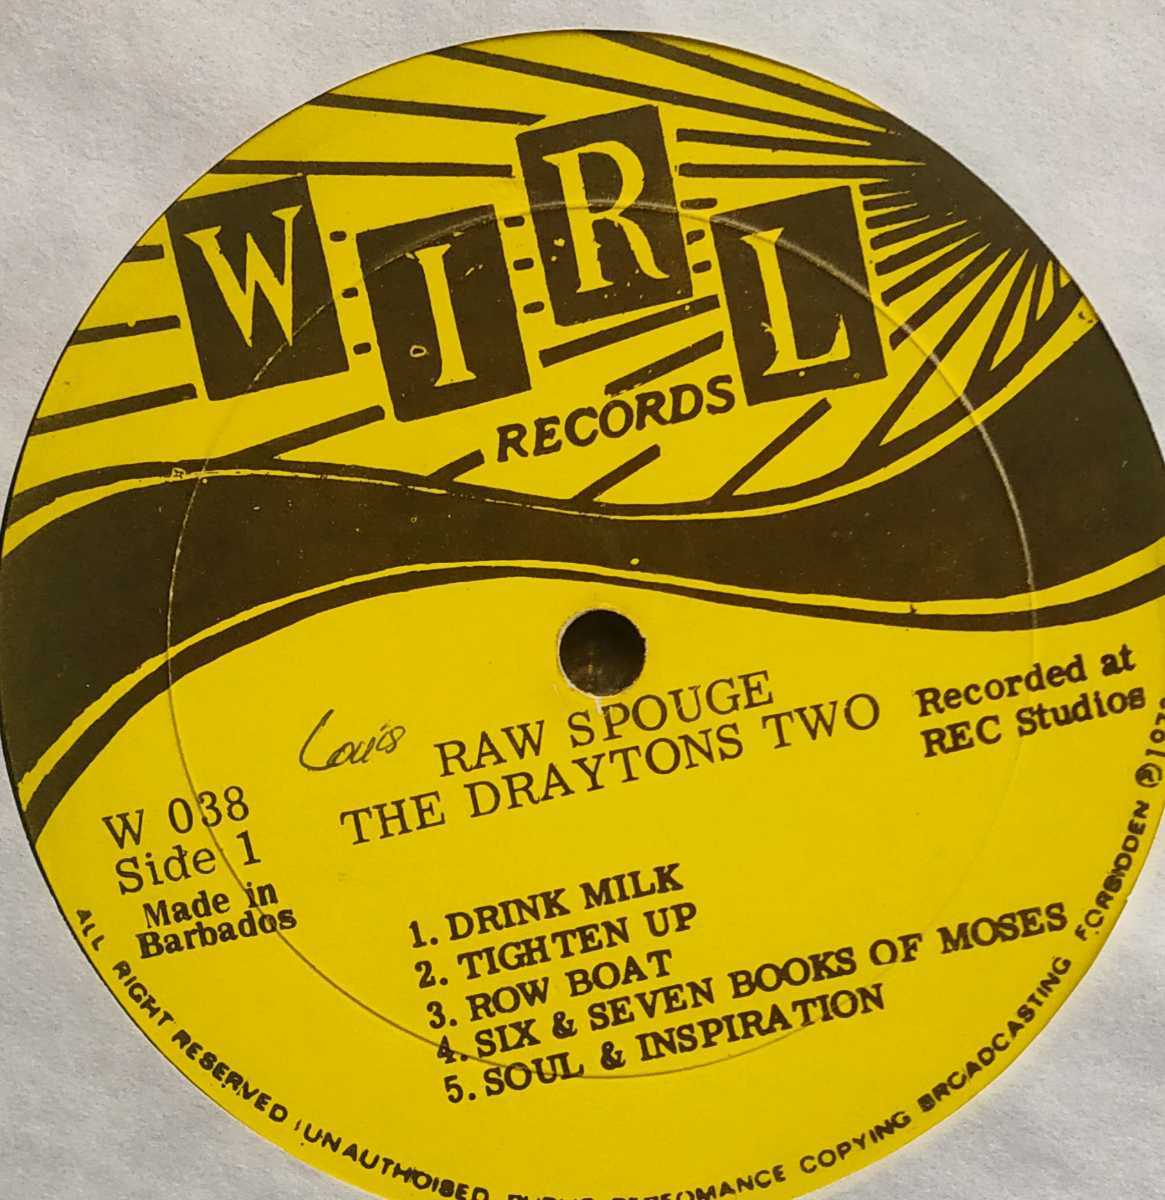 WIRL
RECORDS
Louis
RAW SPOUGE
THE DRAYTONS TWO
Recorded at
REC Studios
W 038
Side 1
Made in
Barbados
1. DRINK MILK
2. TIGHTEN UP
3. ROW BOAT
4. SIX & SEVEN BOOKS OF MOSES
5. SOUL & INSPIRATION
ALL RIGHT RESERVED UNAUTHORISED COPYING BROADCASTING FORBIDDEN ℗